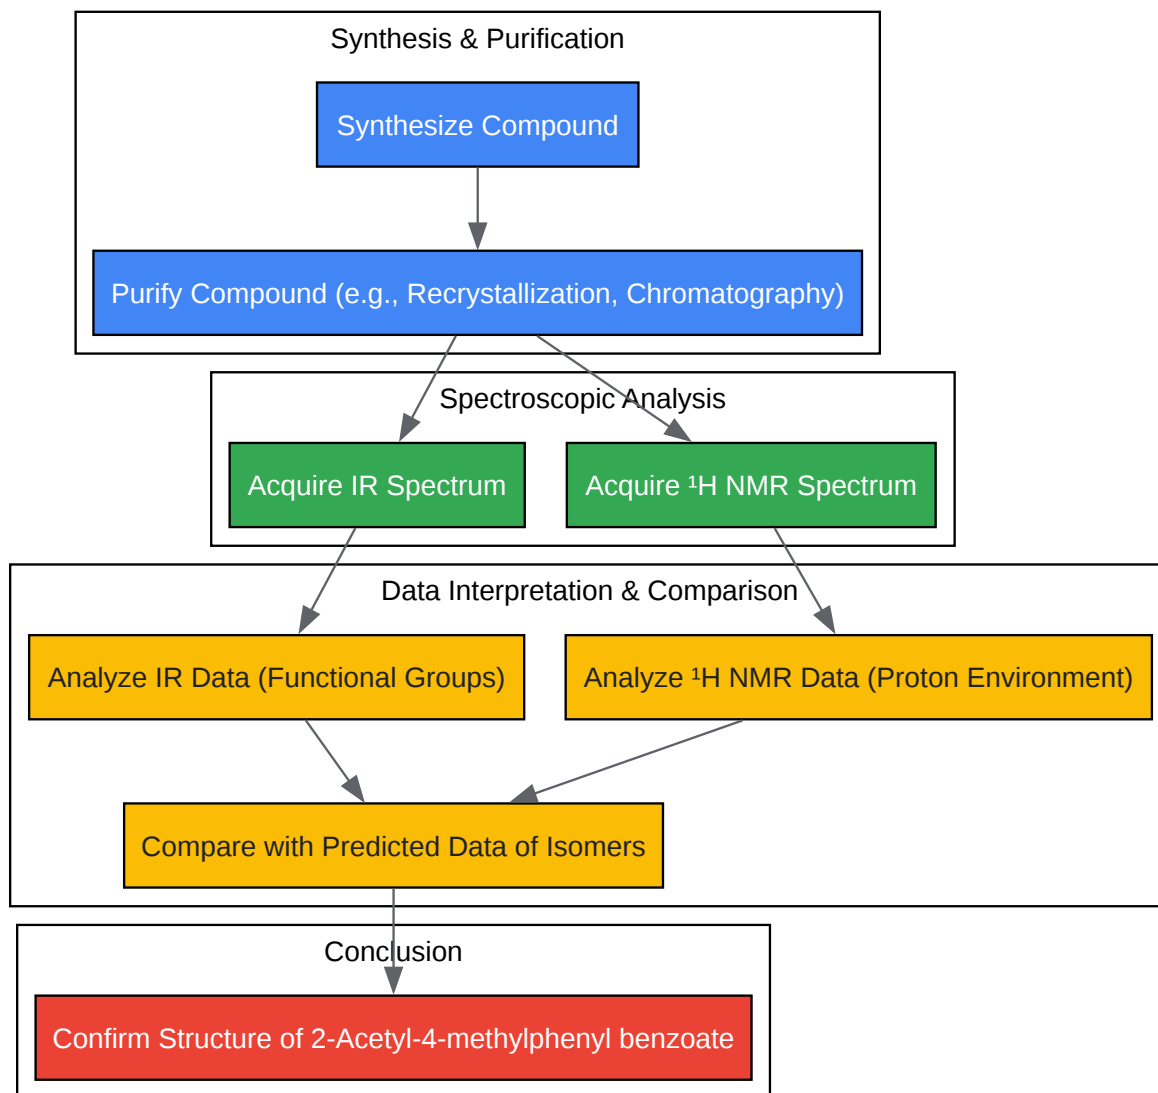 Synthesis & Purification
Synthesize Compound
Purify Compound (e.g., Recrystallization, Chromatography)
Spectroscopic Analysis
Acquire IR Spectrum
Acquire ¹H NMR Spectrum
Data Interpretation & Comparison
Analyze IR Data (Functional Groups)
Analyze ¹H NMR Data (Proton Environment)
Compare with Predicted Data of Isomers
Conclusion
Confirm Structure of 2-Acetyl-4-methylphenyl benzoate